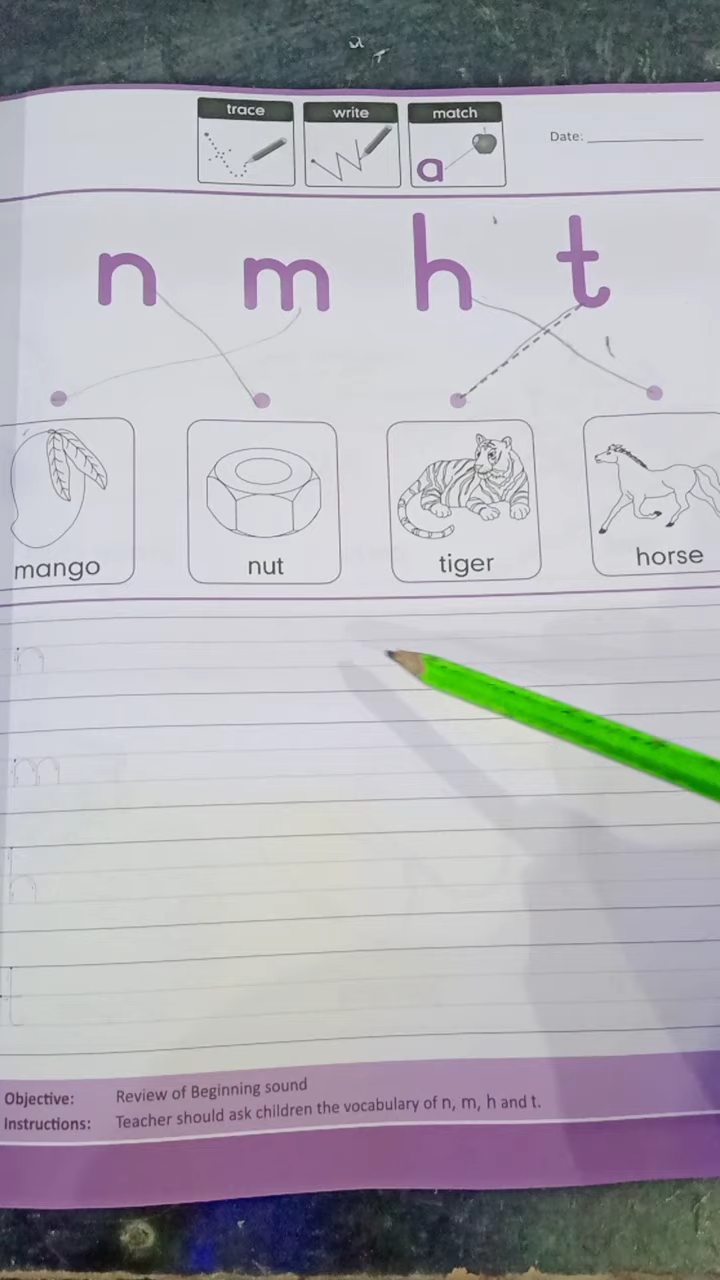 trace write match
a
Date:
n m h t
mango nut tiger horse
n
m
h
t
Objective: Review of Beginning sound
Instructions: Teacher should ask children the vocabulary of n, m, h and t.